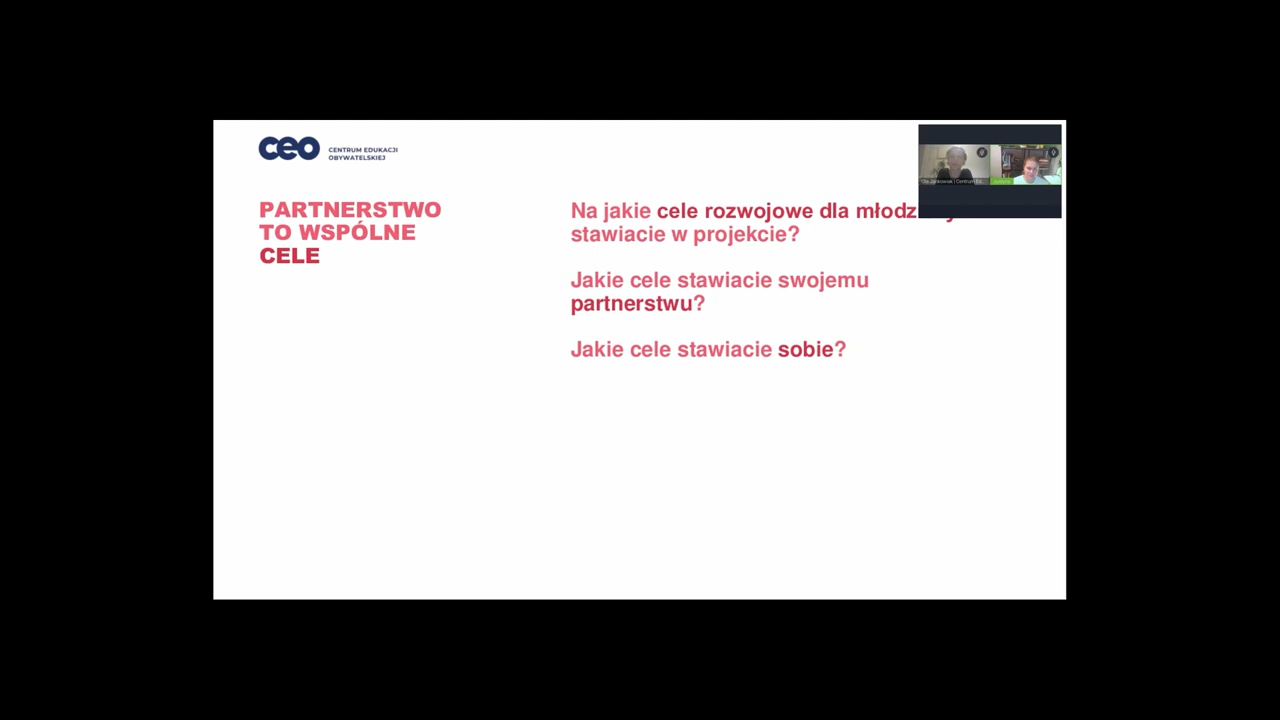 ceo
CENTRUM EDUKACJI
OBYWATELSKIEJ
PARTNERSTWO
TO WSPÓLNE
CELE
Na jakie cele rozwojowe dla młodz
stawiacie w projekcie?
Jakie cele stawiacie swojemu
partnerstwu?
Jakie cele stawiacie sobie?